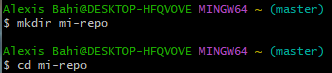 Alexis Bahi@DESKTOP-HFQVOVE MINGW64 ~ (master)
$ mkdir mi-repo
Alexis Bahi@DESKTOP-HFQVOVE MINGW64 ~ (master)
$ cd mi-repo